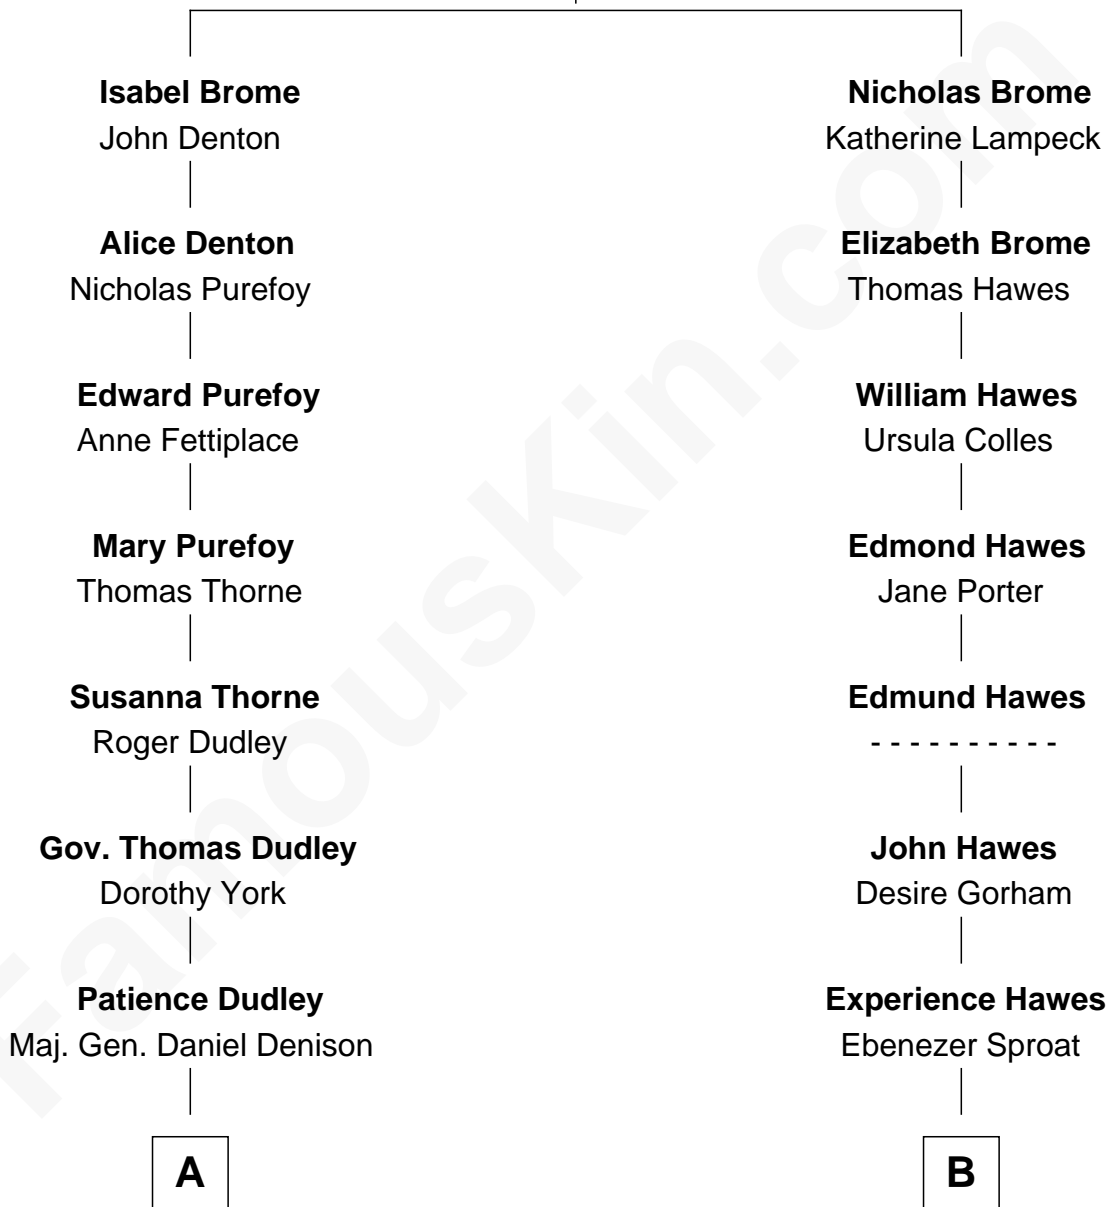 Isabel Brome
John Denton
Nicholas Brome
Katherine Lampeck
Alice Denton
Nicholas Purefoy
Elizabeth Brome
Thomas Hawes
Edward Purefoy
Anne Fettiplace
William Hawes
Ursula Colles
Mary Purefoy
Thomas Thorne
Edmond Hawes
Jane Porter
Susanna Thorne
Roger Dudley
Edmund Hawes
- - - - - - - - - -
Gov. Thomas Dudley
Dorothy York
John Hawes
Desire Gorham
Patience Dudley
Maj. Gen. Daniel Denison
Experience Hawes
Ebenezer Sproat
A
B
FamousKin.com